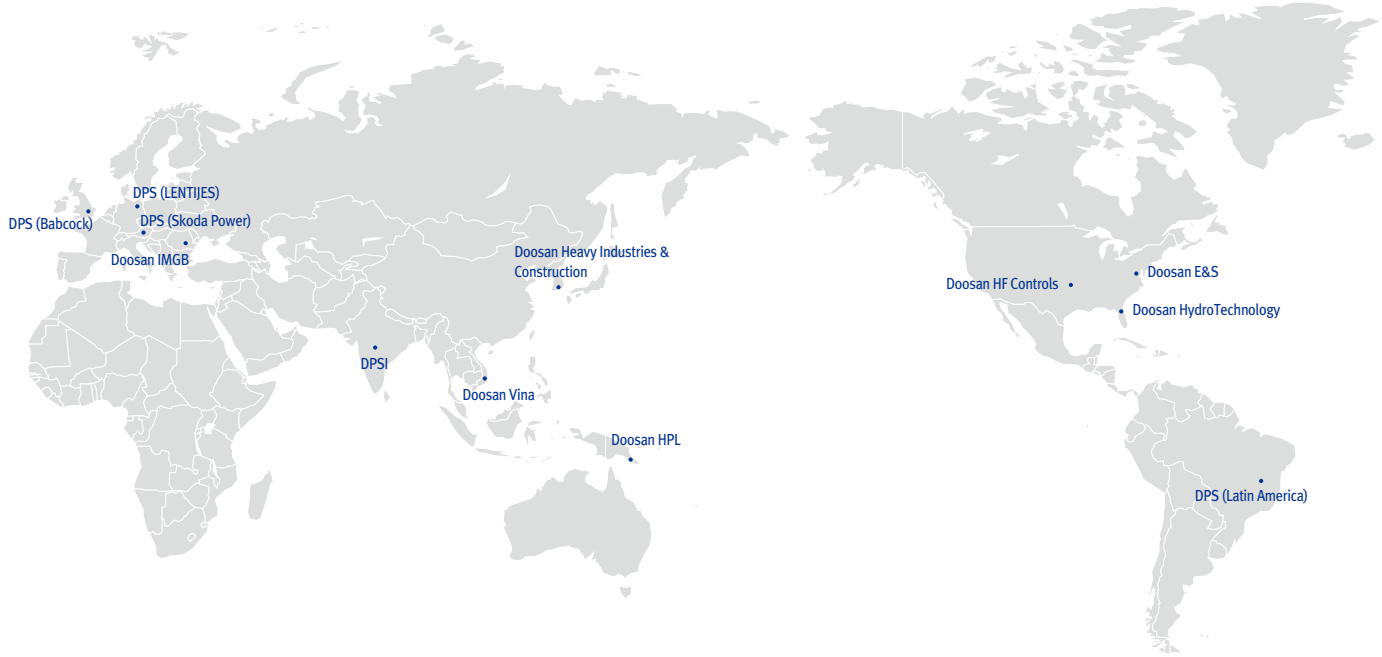 DPS (LENTIJES)
DPS (Babcock)
DPS (Skoda Power)
Doosan IMGB
Doosan Heavy Industries &
Construction
DPSI
Doosan Vina
Doosan HPL
Doosan HF Controls
Doosan E&S
Doosan HydroTechnology
DPS (Latin America)